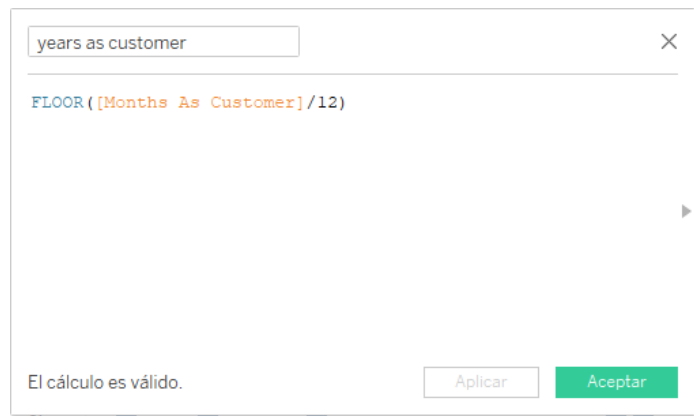 years as customer
FLOOR([Months As Customer]/12)
El cálculo es válido.
Aplicar
Aceptar